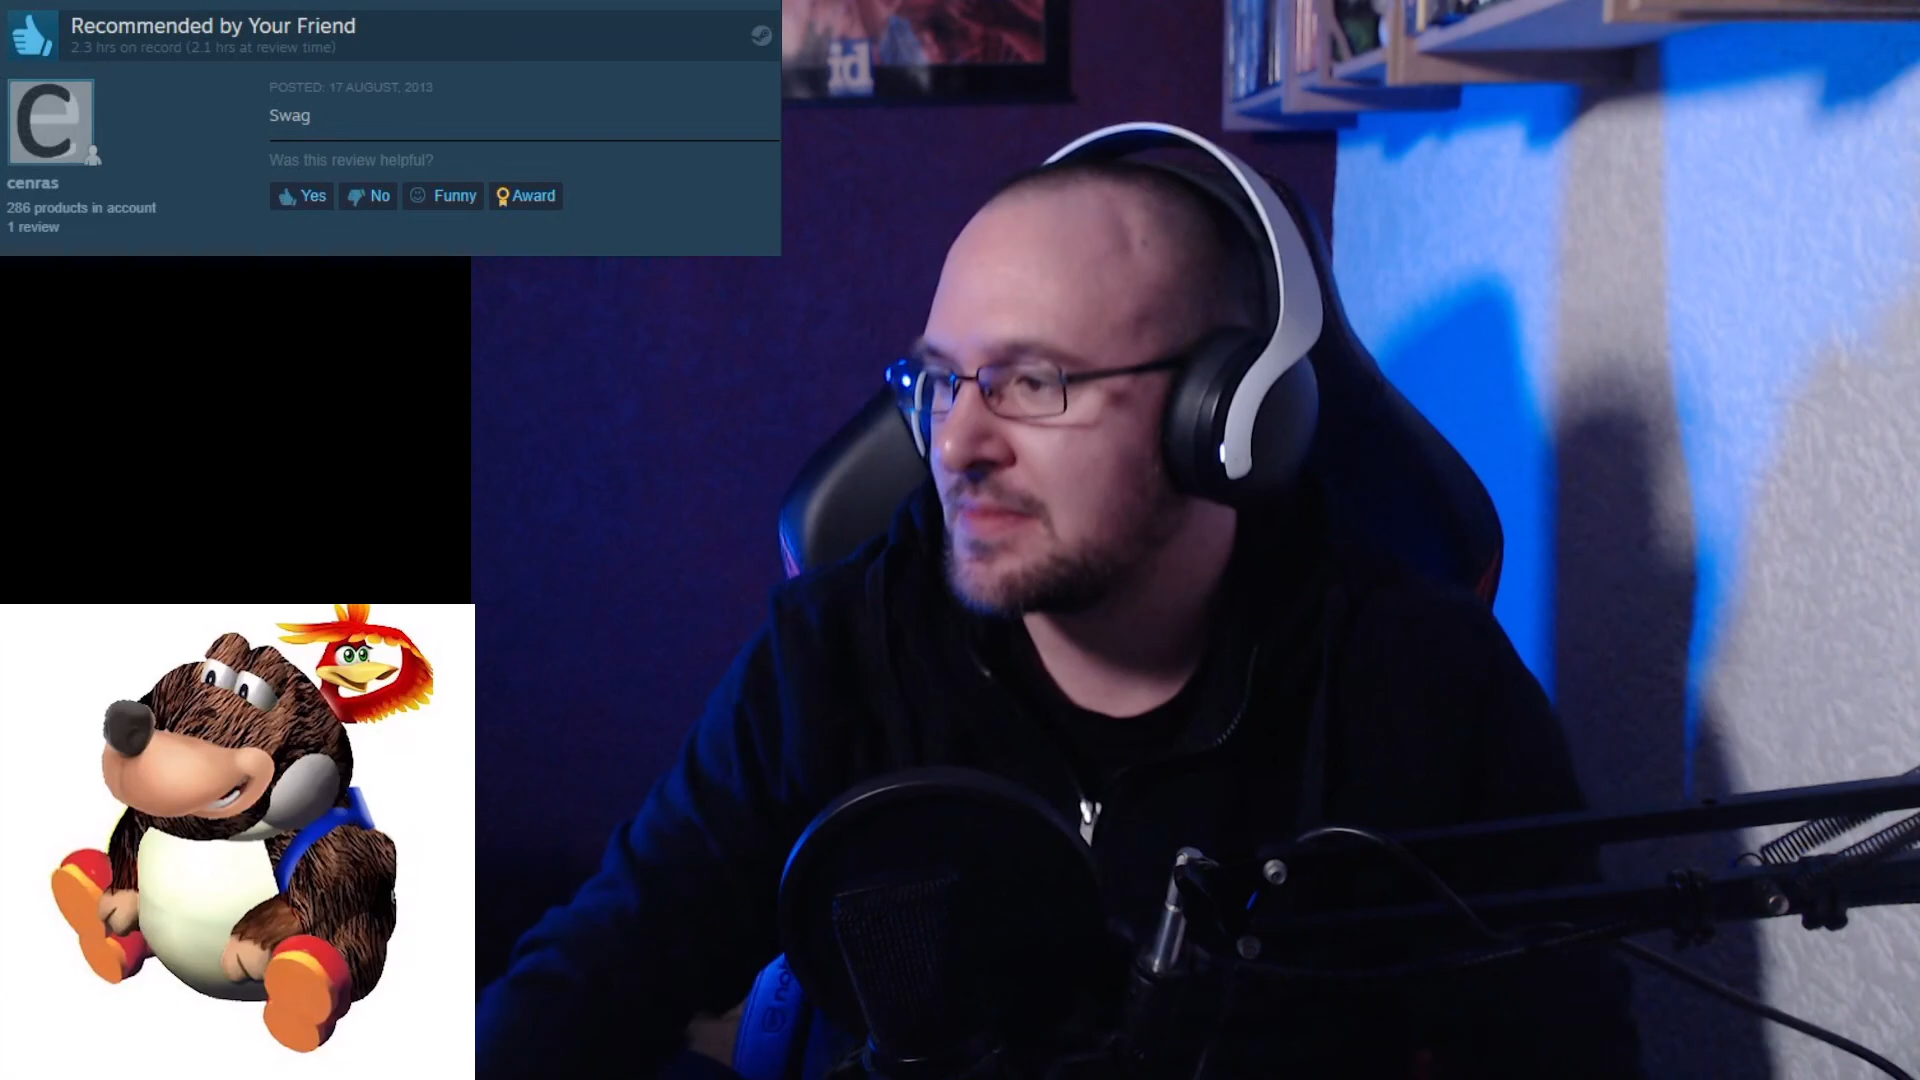 Recommended by Your Friend
2.3 hrs on record (2.1 hrs at review time)
POSTED: 17 AUGUST, 2013
Swag
Was this review helpful?
Yes No Funny Award
cenras
286 products in account
1 review
id